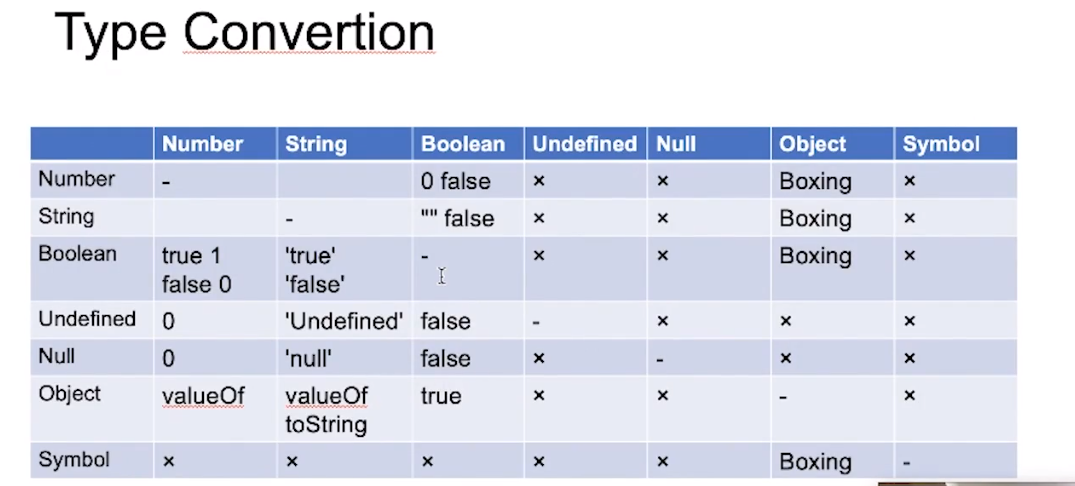 Type Convertion
Number String Boolean Undefined Null Object Symbol
Number - 0 false × × Boxing ×
String - "" false × × Boxing ×
Boolean true 1 'true' - × × Boxing ×
false 0 'false'
Undefined 0 'Undefined' false - × × ×
Null 0 'null' false × - × ×
Object valueOf valueOf true × × - ×
toString
Symbol × × × × × Boxing -